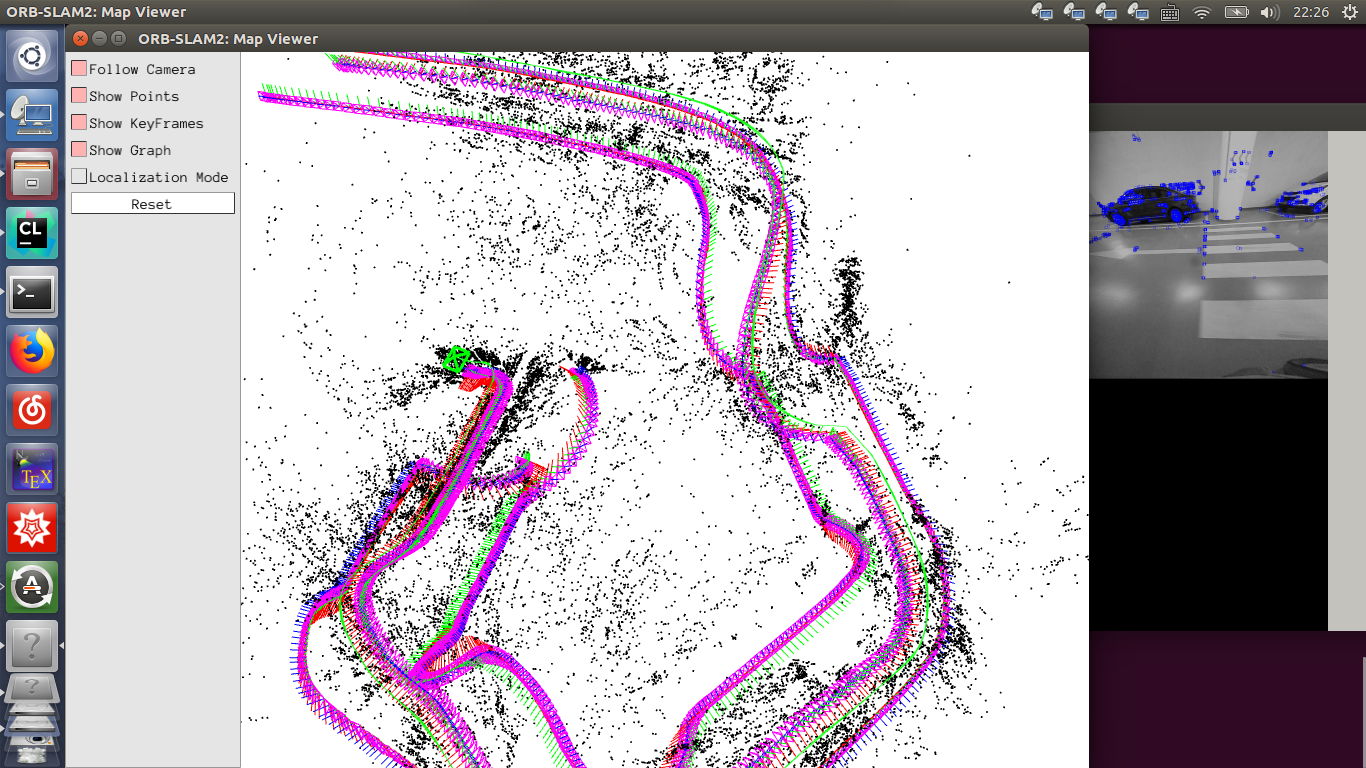 ORB-SLAM2: Map Viewer
22:26
ORB-SLAM2: Map Viewer
Follow Camera
Show Points
Show KeyFrames
Show Graph
Localization Mode
Reset
CL
>_
TEX
A
?
?